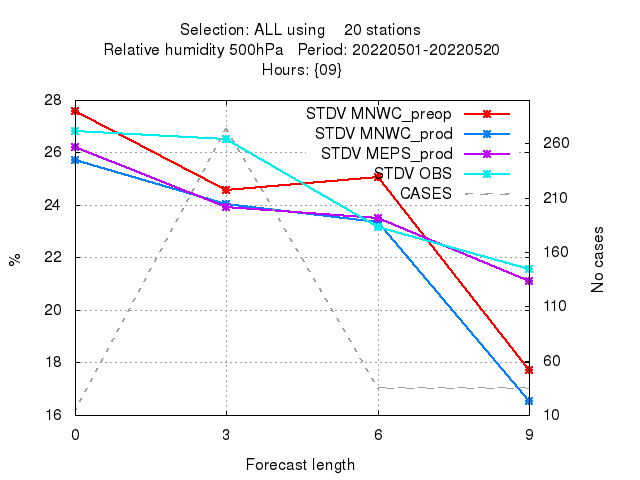 Selection: ALL using    20 stations
Relative humidity 500hPa   Period: 20220501-20220520
Hours: {09}
STDV MNWC_preop
STDV MNWC_prod
STDV MEPS_prod
STDV OBS
CASES
28
26
24
22
20
18
16
%
260
210
160
110
60
10
No cases
0 3 6 9
Forecast length